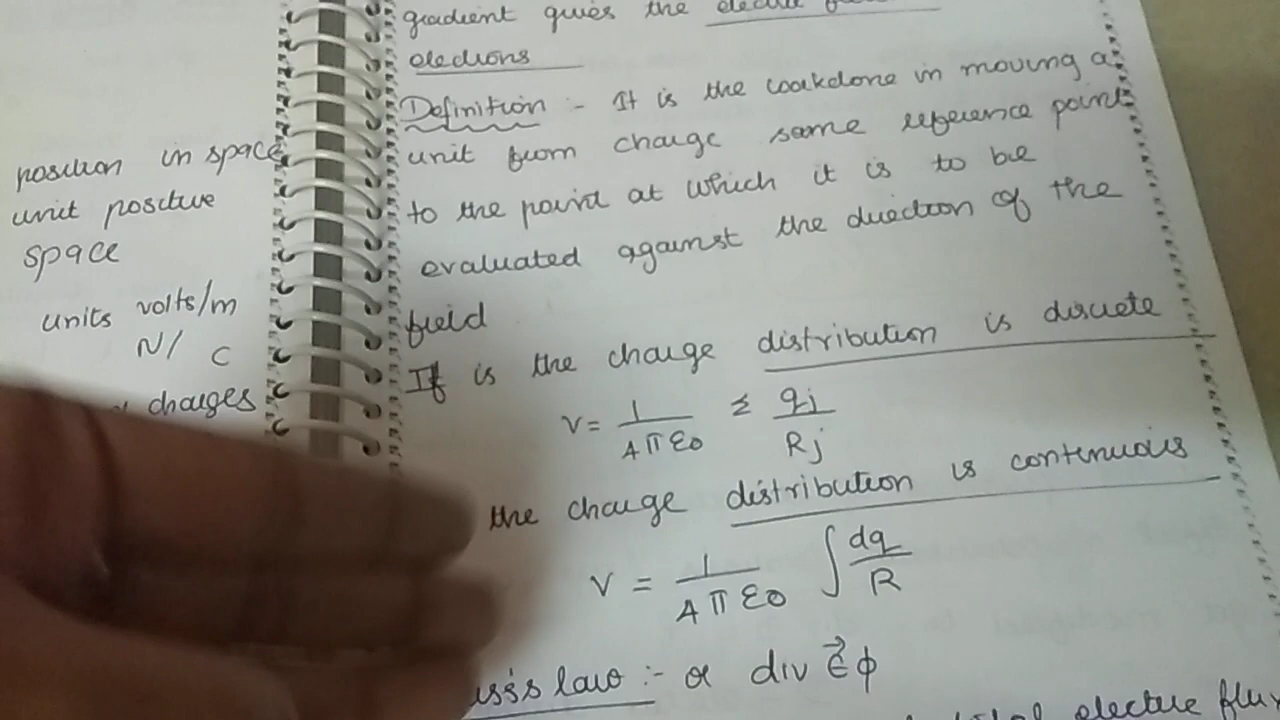 position in space
unit positive
space
units volts/m
N/C
charges
gradient gives the
elections
Definition :- It is the workdone in moving a
unit from charge same reference point
to the point at which it is to be
evaluated against the direction of the
field
If is the charge distribution is discrete
V = 1/4πε0 Σ qj/Rj
the charge distribution is continuous
V = 1/4πε0 ∫ dq/R
uss's law :- or div E⃗ φ
electric flux